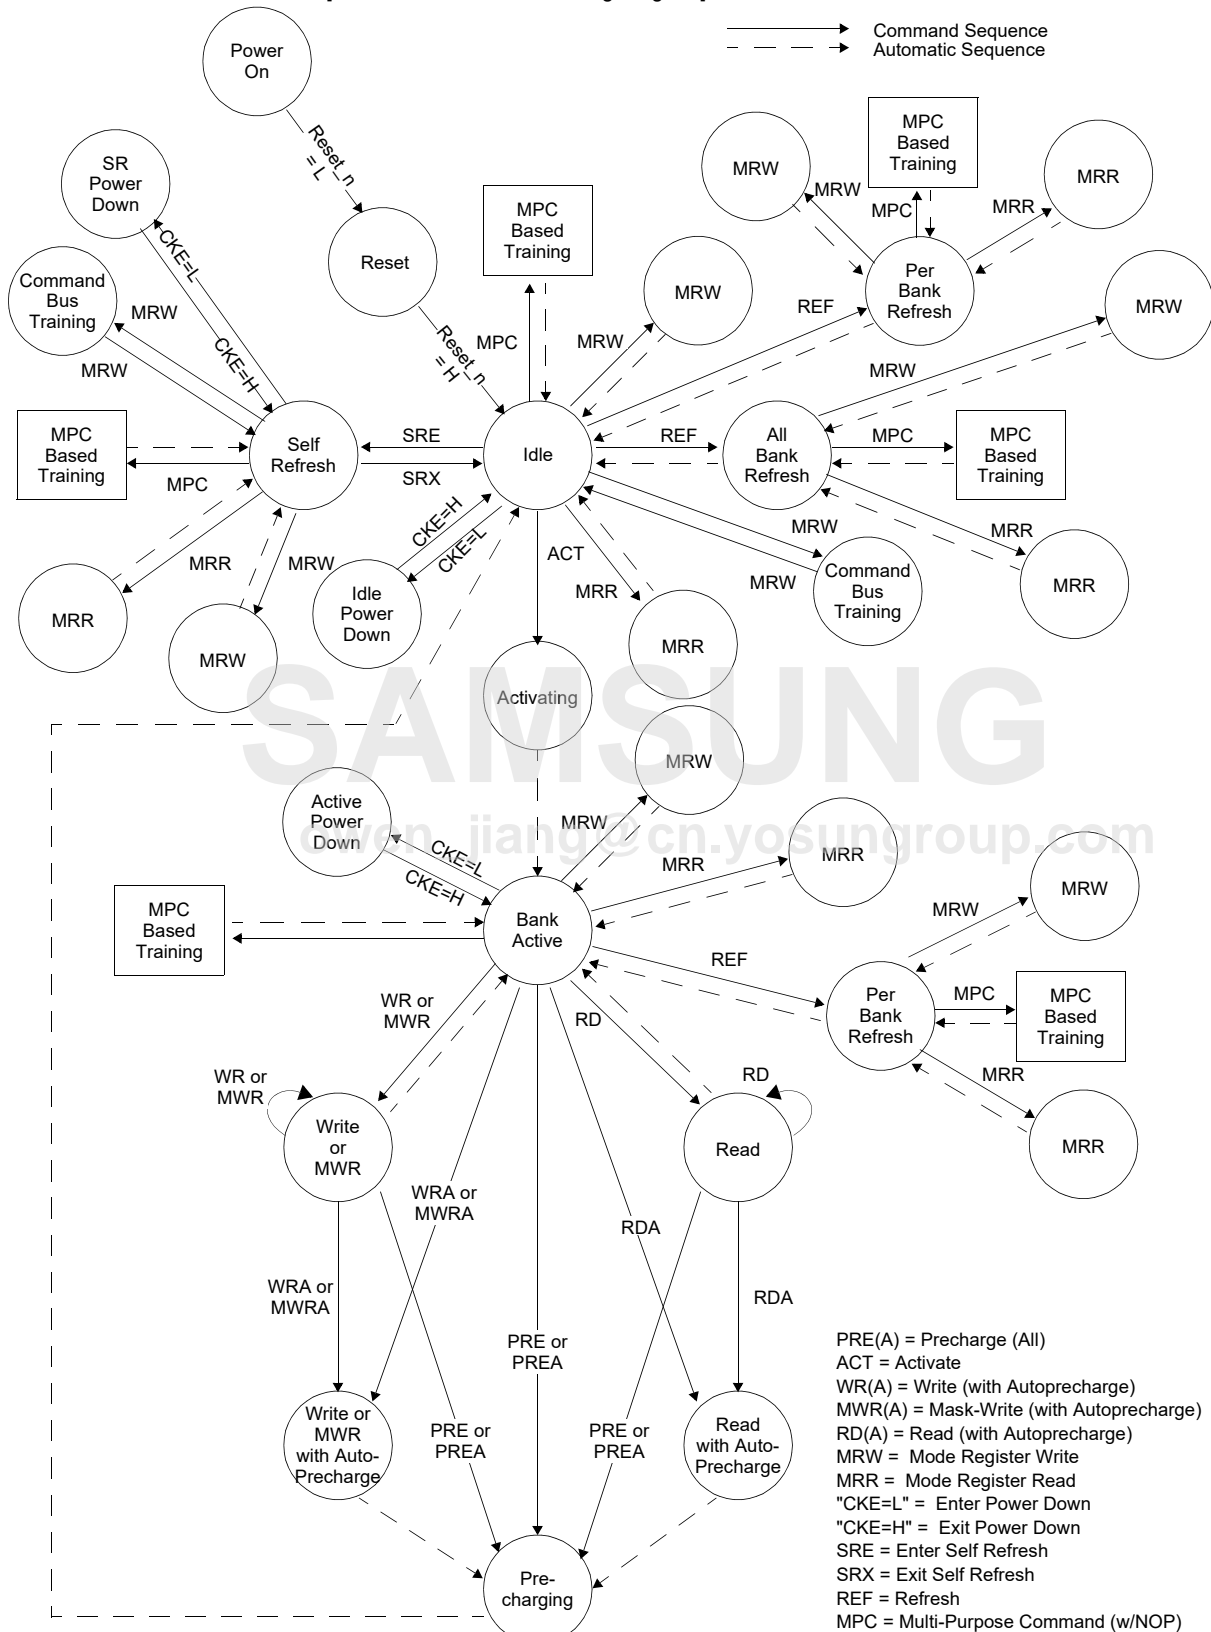 Power
On
Command Sequence
Automatic Sequence
Reset_n
= L
SR
Power
Down
CKE=L
Reset
MPC
Based
Training
MRW
MRW
MPC
Based
Training
MPC
MRR
MRR
Per
Bank
Refresh
Command
Bus
Training
MRW
MRW
CKE=H
Reset_n
= H
MPC
MRW
MRW
REF
MRW
MRW
MPC
Based
Training
MPC
Self
Refresh
SRE
SRX
Idle
REF
All
Bank
Refresh
MPC
MPC
Based
Training
MRR
MRR
MRW
MRW
CKE=H
CKE=L
Idle
Power
Down
ACT
MRR
MRR
MRW
MRW
Command
Bus
Training
MRR
MRR
Activating
SAMSUNG
owen_jiang@cn.yosungroup.com
Active
Power
Down
CKE=L
CKE=H
MRW
MRW
MRR
MRR
MPC
Based
Training
Bank
Active
REF
Per
Bank
Refresh
MRW
MRW
MPC
MPC
Based
Training
MRR
MRR
WR or
MWR
RD
WR or
MWR
Write
or
MWR
RD
Read
WRA or
MWRA
RDA
WRA or
MWRA
RDA
PRE or
PREA
Write or
MWR
with Auto-
Precharge
PRE or
PREA
PRE or
PREA
Read
with Auto-
Precharge
Pre-
charging
PRE(A) = Precharge (All)
ACT = Activate
WR(A) = Write (with Autoprecharge)
MWR(A) = Mask-Write (with Autoprecharge)
RD(A) = Read (with Autoprecharge)
MRW = Mode Register Write
MRR = Mode Register Read
"CKE=L" = Enter Power Down
"CKE=H" = Exit Power Down
SRE = Enter Self Refresh
SRX = Exit Self Refresh
REF = Refresh
MPC = Multi-Purpose Command (w/NOP)